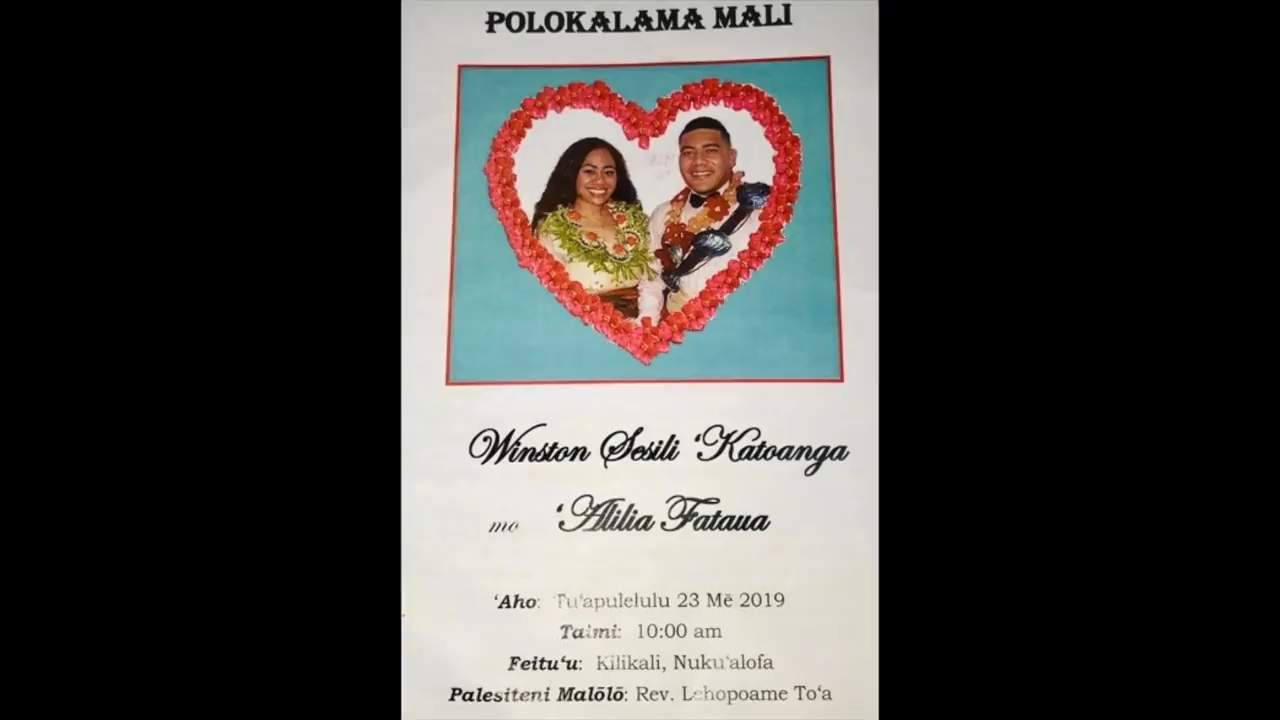 POLOKALAMA MALI
Winston Sesili ‘Katoanga
mo ‘Alilia Fataua
‘Aho: Tu‘apulelulu 23 Mē 2019
Taimi: 10:00 am
Feitu‘u: Kilikali, Nuku‘alofa
Palesiteni Malōlō: Rev. Lehopoame To‘a